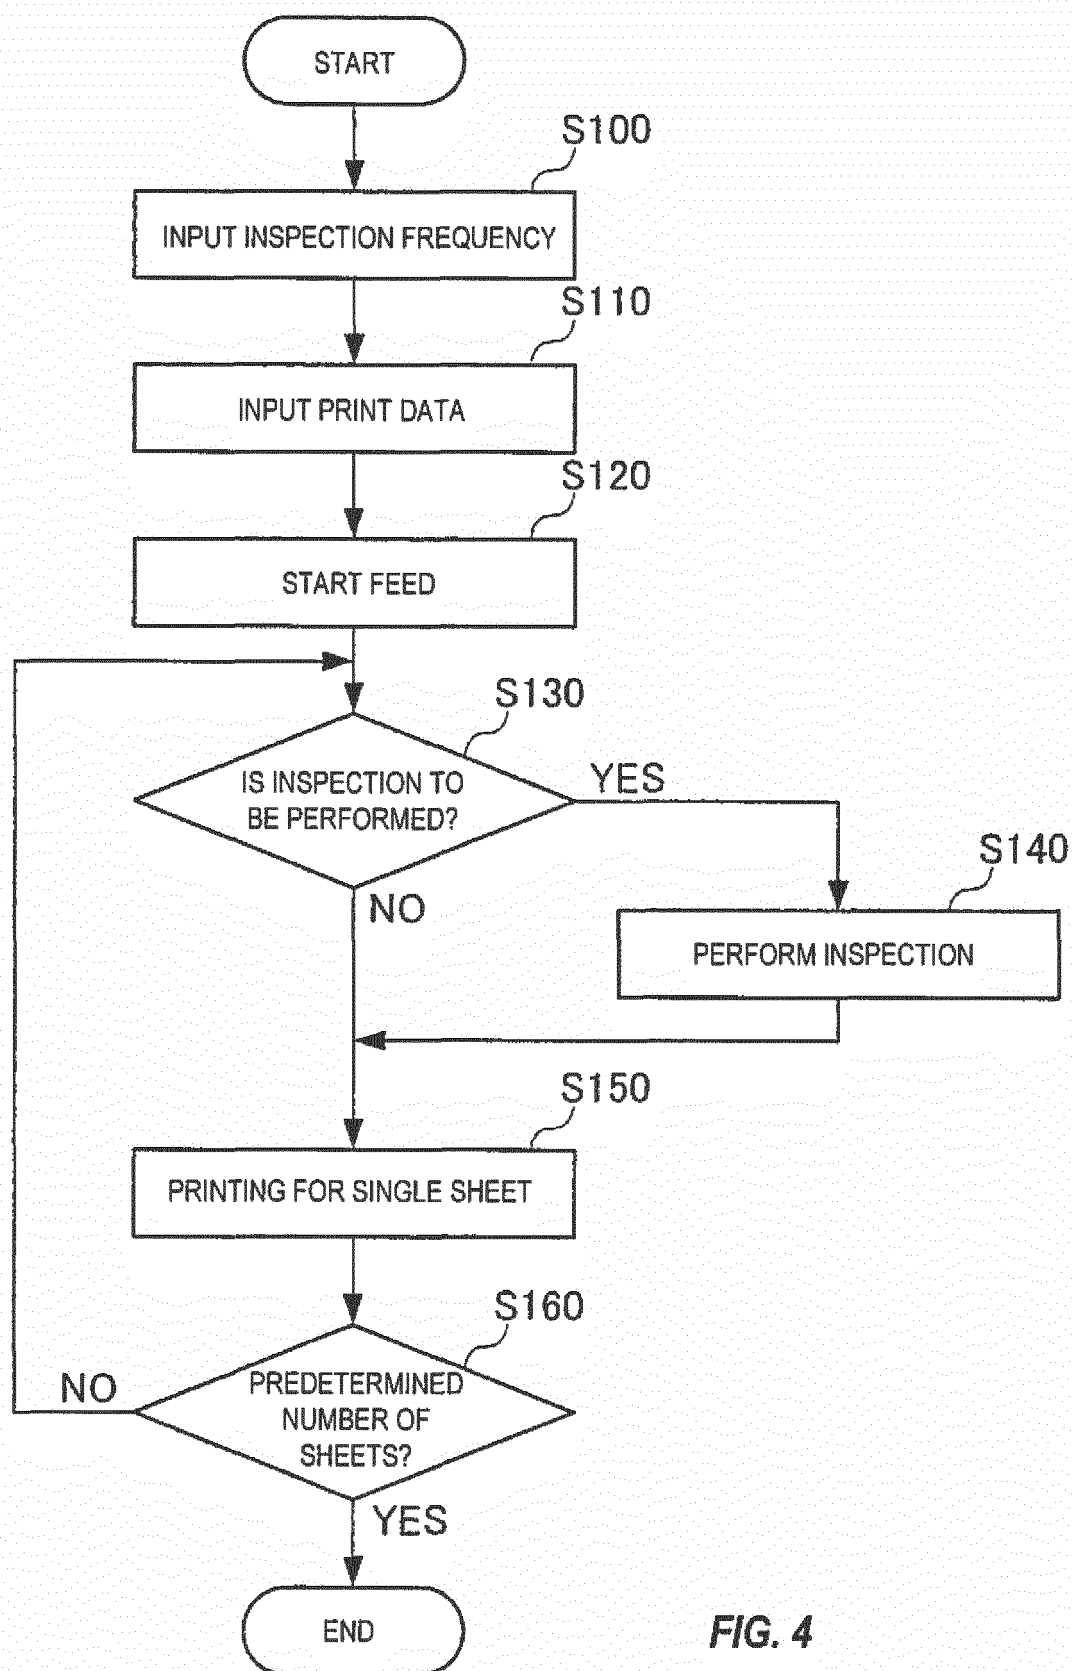 START
S100
INPUT INSPECTION FREQUENCY
S110
INPUT PRINT DATA
S120
START FEED
S130
IS INSPECTION TO
BE PERFORMED?
YES
NO
S140
PERFORM INSPECTION
S150
PRINTING FOR SINGLE SHEET
S160
PREDETERMINED
NUMBER OF
SHEETS?
NO
YES
END
FIG. 4